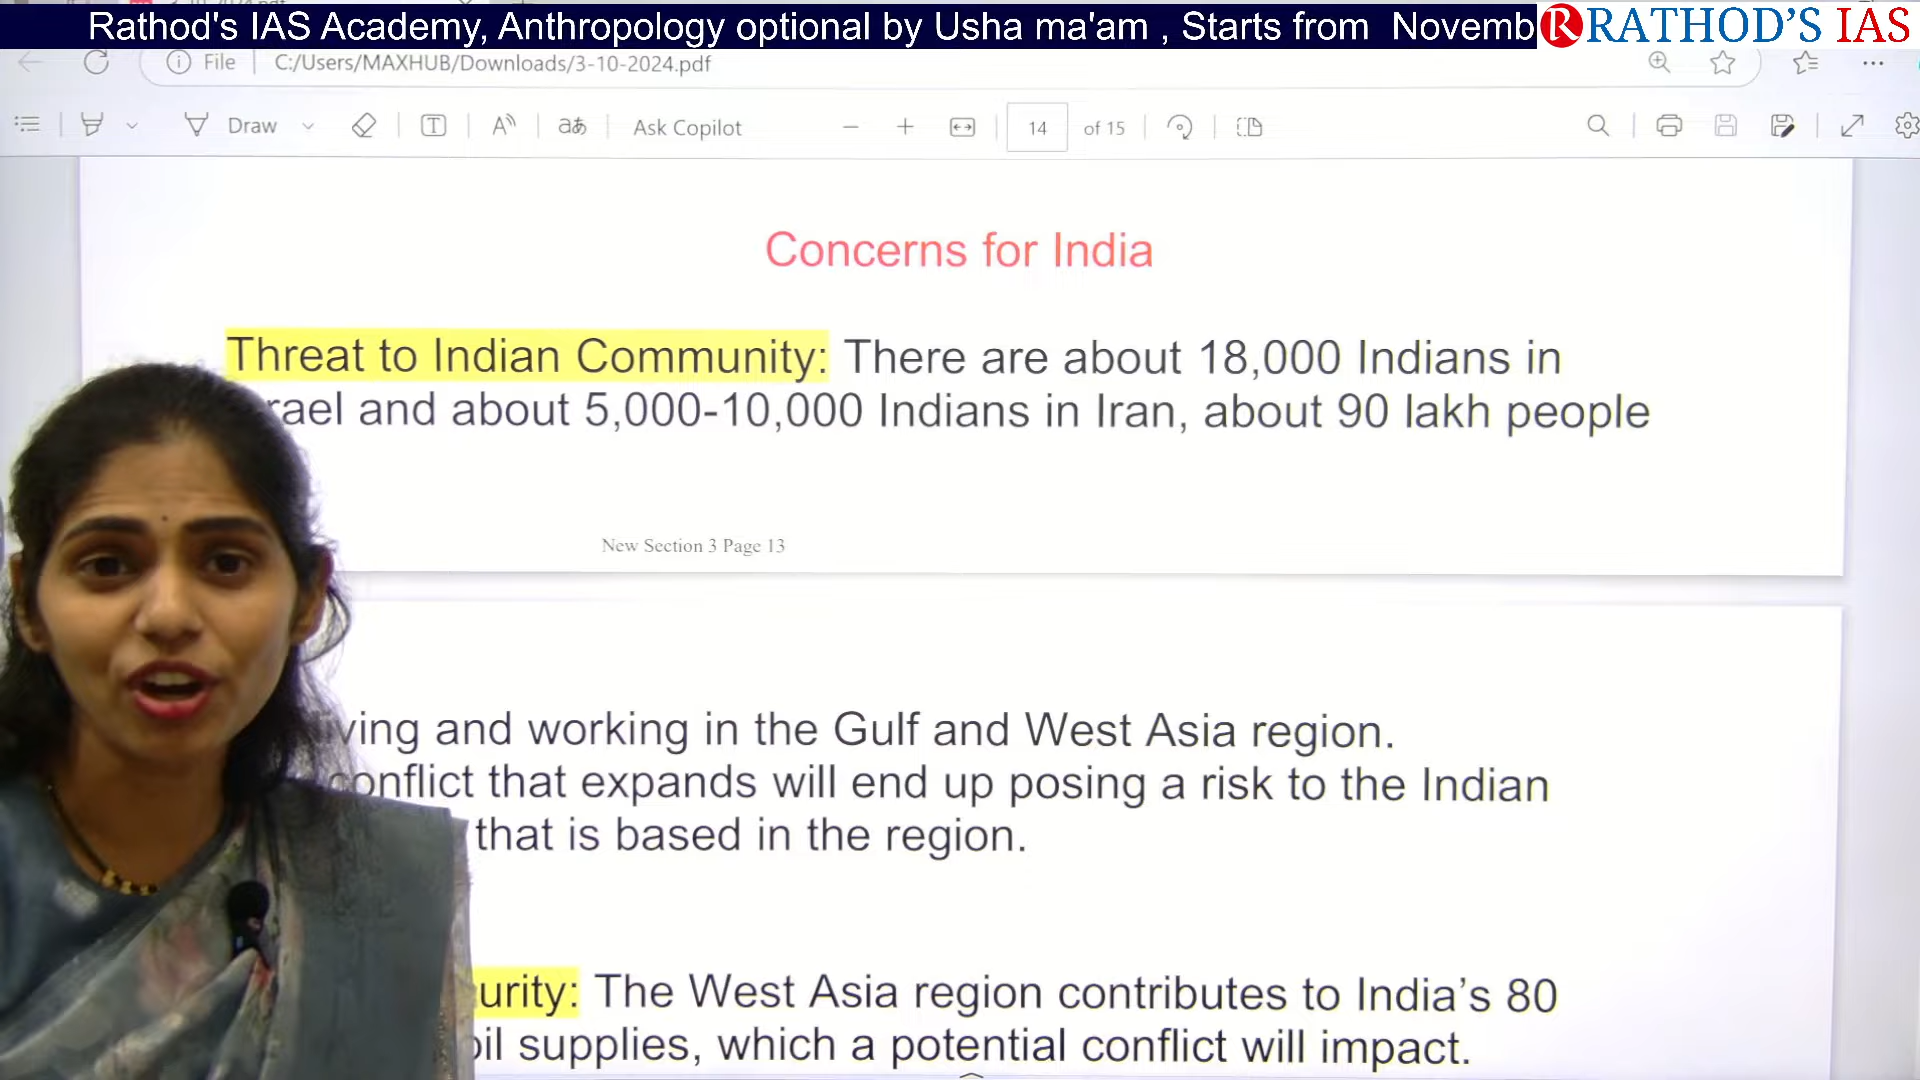 Rathod's IAS Academy, Anthropology optional by Usha ma'am , Starts from Novemb
RATHOD'S IAS
File
C:/Users/MAXHUB/Downloads/3-10-2024.pdf
Draw
Ask Copilot
14
of 15
Concerns for India
Threat to Indian Community: There are about 18,000 Indians in
rael and about 5,000-10,000 Indians in Iran, about 90 lakh people
New Section 3 Page 13
ving and working in the Gulf and West Asia region.
onflict that expands will end up posing a risk to the Indian
that is based in the region.
urity: The West Asia region contributes to India's 80
oil supplies, which a potential conflict will impact.